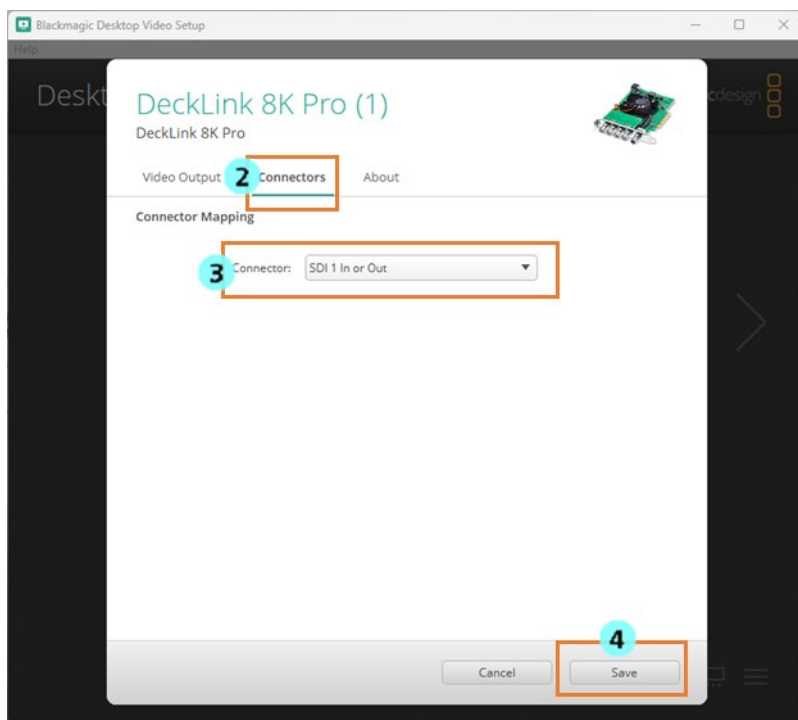 Blackmagic Desktop Video Setup
Help
Deskt
cdesign
DeckLink 8K Pro (1)
DeckLink 8K Pro
Video Output 2 Connectors About
Connector Mapping
3 Connector: SDI 1 In or Out
4
Cancel Save